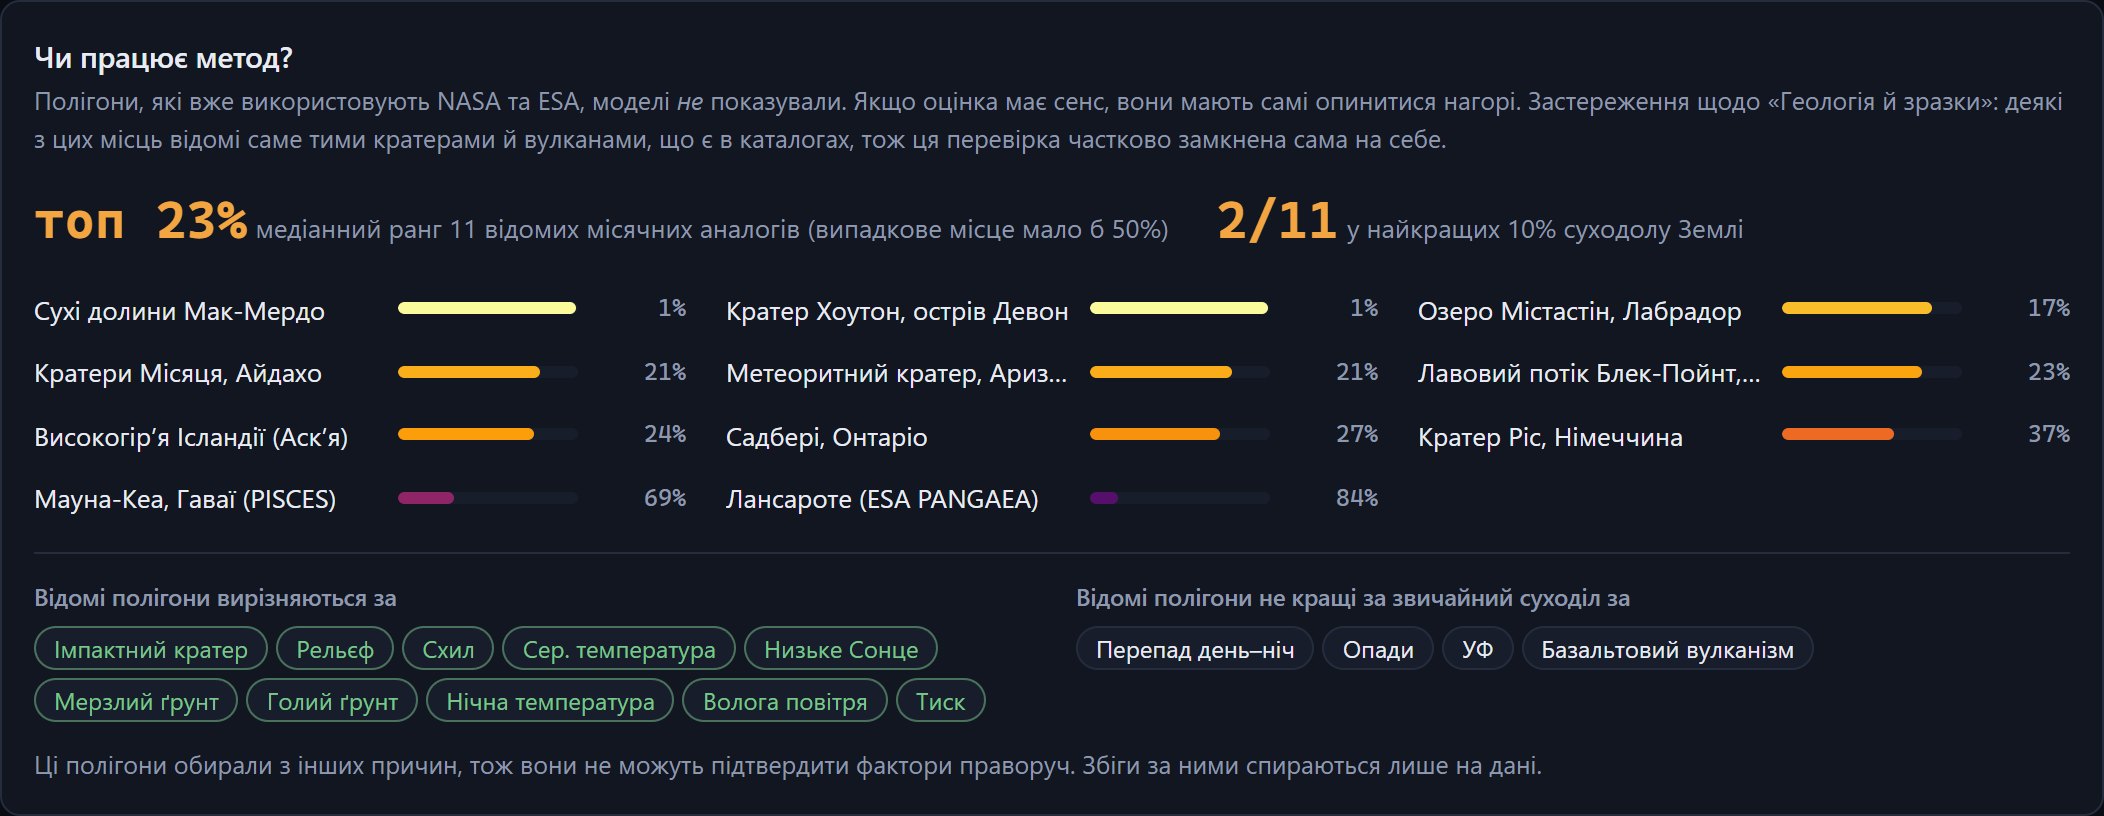 Чи працює метод?
Полігони, які вже використовують NASA та ESA, моделі не показували. Якщо оцінка має сенс, вони мають самі опинитися нагорі. Застереження щодо «Геологія й зразки»: деякі
з цих місць відомі саме тими кратерами й вулканами, що є в каталогах, тож ця перевірка частково замкнена сама на себе.
топ 23% медіанний ранг 11 відомих місячних аналогів (випадкове місце мало б 50%) 2/11 у найкращих 10% суходолу Землі
Сухі долини Мак-Мердо 1% Кратер Хоутон, острів Девон 1% Озеро Містастін, Лабрадор 17%
Кратери Місяця, Айдахо 21% Метеоритний кратер, Ариз... 21% Лавовий потік Блек-Пойнт,... 23%
Високогір’я Ісландії (Аск’я) 24% Садбері, Онтаріо 27% Кратер Ріс, Німеччина 37%
Мауна-Кеа, Гаваї (PISCES) 69% Лансароте (ESA PANGAEA) 84%
Відомі полігони вирізняються за Відомі полігони не кращі за звичайний суходіл за
Імпактний кратер Рельєф Схил Сер. температура Низьке Сонце Перепад день–ніч Опади УФ Базальтовий вулканізм
Мерзлий ґрунт Голий ґрунт Нічна температура Волога повітря Тиск
Ці полігони обирали з інших причин, тож вони не можуть підтвердити фактори праворуч. Збіги за ними спираються лише на дані.